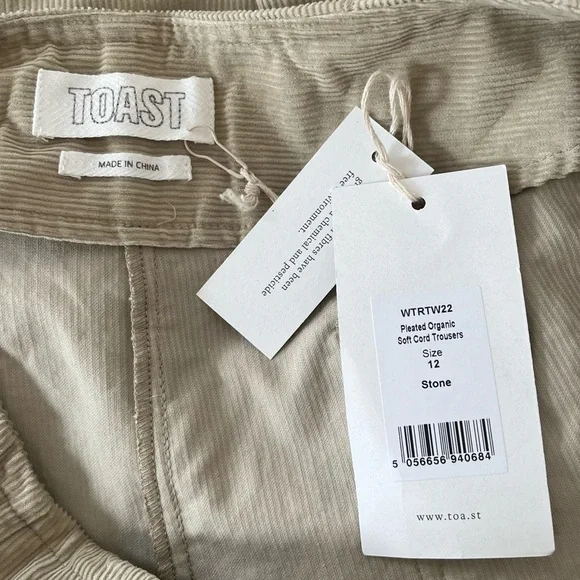 TOAST
MADE IN CHINA
fibres have been
chemical and pesticide
free
vironment.
WTRTW22
Pleated Organic
Soft Cord Trousers
Size
12
Stone
5 056656 940684
www.toa.st